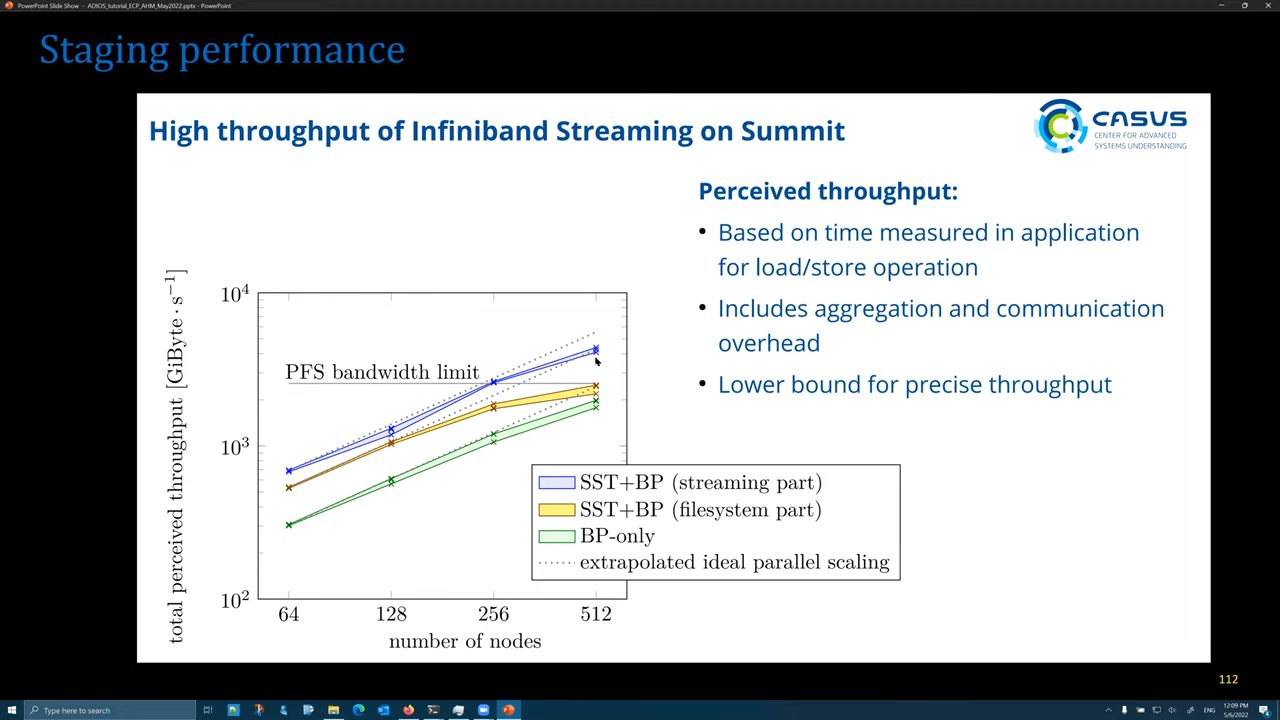 PowerPoint Slide Show - ADIOS_tutorial_ECP_AHM_May2022.pptx - PowerPoint
Staging performance
High throughput of Infiniband Streaming on Summit
CASUS
CENTER FOR ADVANCED
SYSTEMS UNDERSTANDING
Perceived throughput:
• Based on time measured in application
for load/store operation
• Includes aggregation and communication
overhead
• Lower bound for precise throughput
total perceived throughput [GiByte · s⁻¹]
10⁴
10³
10²
PFS bandwidth limit
SST+BP (streaming part)
SST+BP (filesystem part)
BP-only
extrapolated ideal parallel scaling
64 128 256 512
number of nodes
112
Type here to search
ENG
12:09 PM
5/6/2022